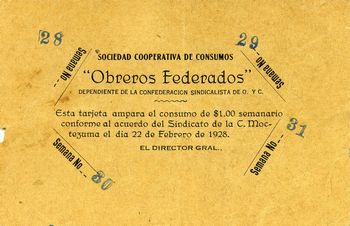 28
Semana No
29
Semana No
SOCIEDAD COOPERATIVA DE CONSUMOS
"Obreros Federados"
DEPENDIENTE DE LA CONFEDERACION SINDICALISTA DE O. Y C.
Esta tarjeta ampara el consumo de $1.00 semanario
conforme al acuerdo del Sindicato de la C. Moc-
tezuma el día 22 de Febrero de 1928.
EL DIRECTOR GRAL.,
Semana No
30
Semana No
31